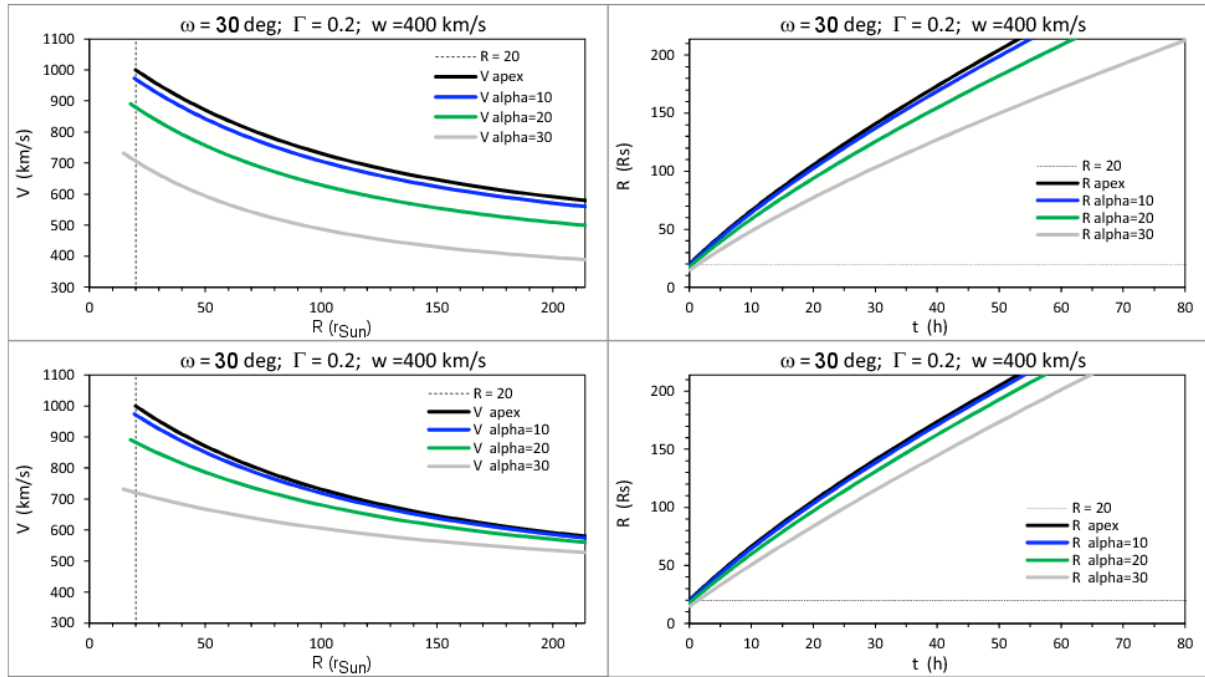 ω = 30 deg; Γ = 0.2; w =400 km/s
1100
1000
900
800
700
600
500
400
300
V (km/s)
R = 20
V apex
V alpha=10
V alpha=20
V alpha=30
0 50 100 150 200
R (rSun)
ω = 30 deg; Γ = 0.2; w =400 km/s
200
150
100
50
0
R (Rs)
R = 20
R apex
R alpha=10
R alpha=20
R alpha=30
0 10 20 30 40 50 60 70 80
t (h)
ω = 30 deg; Γ = 0.2; w =400 km/s
1100
1000
900
800
700
600
500
400
300
V (km/s)
R = 20
V apex
V alpha=10
V alpha=20
V alpha=30
0 50 100 150 200
R (rSun)
ω = 30 deg; Γ = 0.2; w =400 km/s
200
150
100
50
0
R (Rs)
R = 20
R apex
R alpha=10
R alpha=20
R alpha=30
0 10 20 30 40 50 60 70 80
t (h)